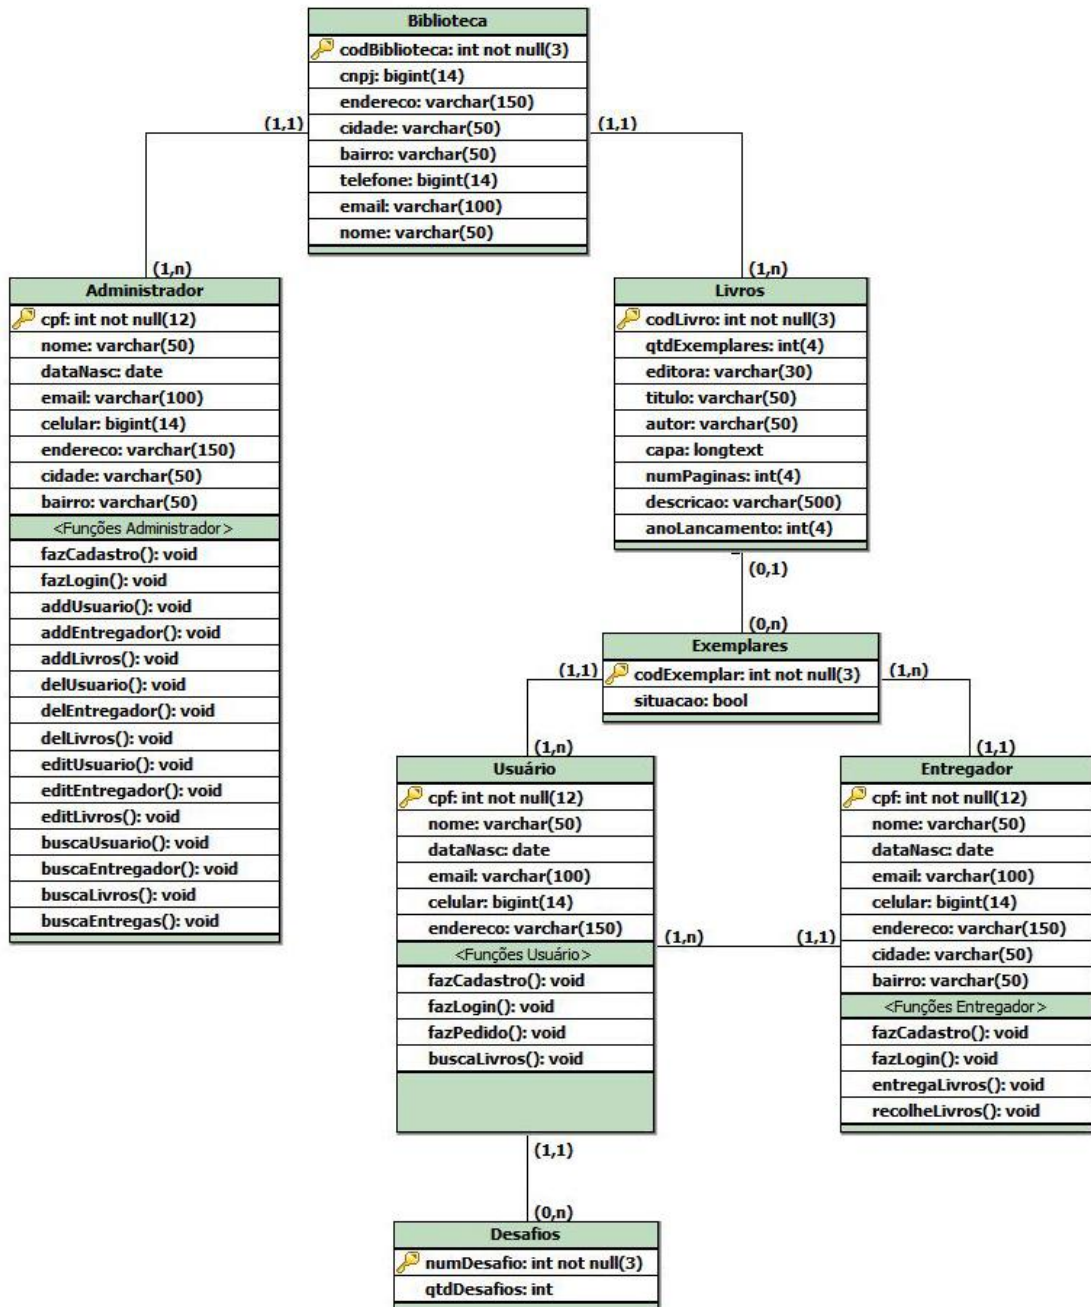 Biblioteca
codBiblioteca: int not null(3)
cnpj: bigint(14)
endereco: varchar(150)
(1,1)
cidade: varchar(50)
(1,1)
bairro: varchar(50)
telefone: bigint(14)
email: varchar(100)
nome: varchar(50)
(1,n)
Administrador
cpf: int not null(12)
nome: varchar(50)
dataNasc: date
email: varchar(100)
celular: bigint(14)
endereco: varchar(150)
cidade: varchar(50)
bairro: varchar(50)
<Funções Administrador>
fazCadastro(): void
fazLogin(): void
addUsuario(): void
addEntregador(): void
addLivros(): void
delUsuario(): void
delEntregador(): void
delLivros(): void
editUsuario(): void
editEntregador(): void
editLivros(): void
buscaUsuario(): void
buscaEntregador(): void
buscaLivros(): void
buscaEntregas(): void
(1,n)
Livros
codLivro: int not null(3)
qtdExemplares: int(4)
editora: varchar(30)
titulo: varchar(50)
autor: varchar(50)
capa: longtext
numPaginas: int(4)
descricao: varchar(500)
anoLancamento: int(4)
(0,1)
(0,n)
Exemplares
(1,1)
codExemplar: int not null(3)
(1,n)
situacao: bool
(1,n)
Usuário
cpf: int not null(12)
nome: varchar(50)
dataNasc: date
email: varchar(100)
celular: bigint(14)
endereco: varchar(150)
<Funções Usuário>
fazCadastro(): void
fazLogin(): void
fazPedido(): void
buscaLivros(): void
(1,n)
(1,1)
(1,1)
Entregador
cpf: int not null(12)
nome: varchar(50)
dataNasc: date
email: varchar(100)
celular: bigint(14)
endereco: varchar(150)
cidade: varchar(50)
bairro: varchar(50)
<Funções Entregador>
fazCadastro(): void
fazLogin(): void
entregaLivros(): void
recolheLivros(): void
(1,1)
(0,n)
Desafios
numDesafio: int not null(3)
qtdDesafios: int